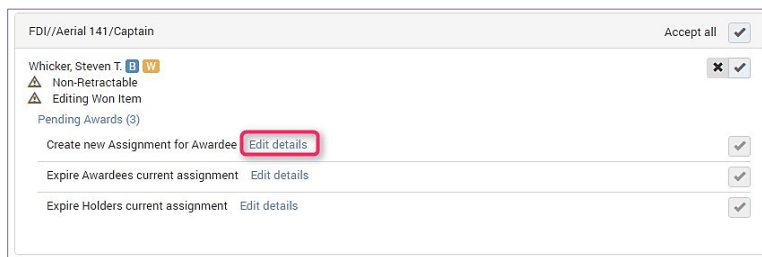 FDI//Aerial 141/Captain Accept all
Whicker, Steven T. B W
Non-Retractable
Editing Won Item
Pending Awards (3)
Create new Assignment for Awardee Edit details
Expire Awardees current assignment Edit details
Expire Holders current assignment Edit details